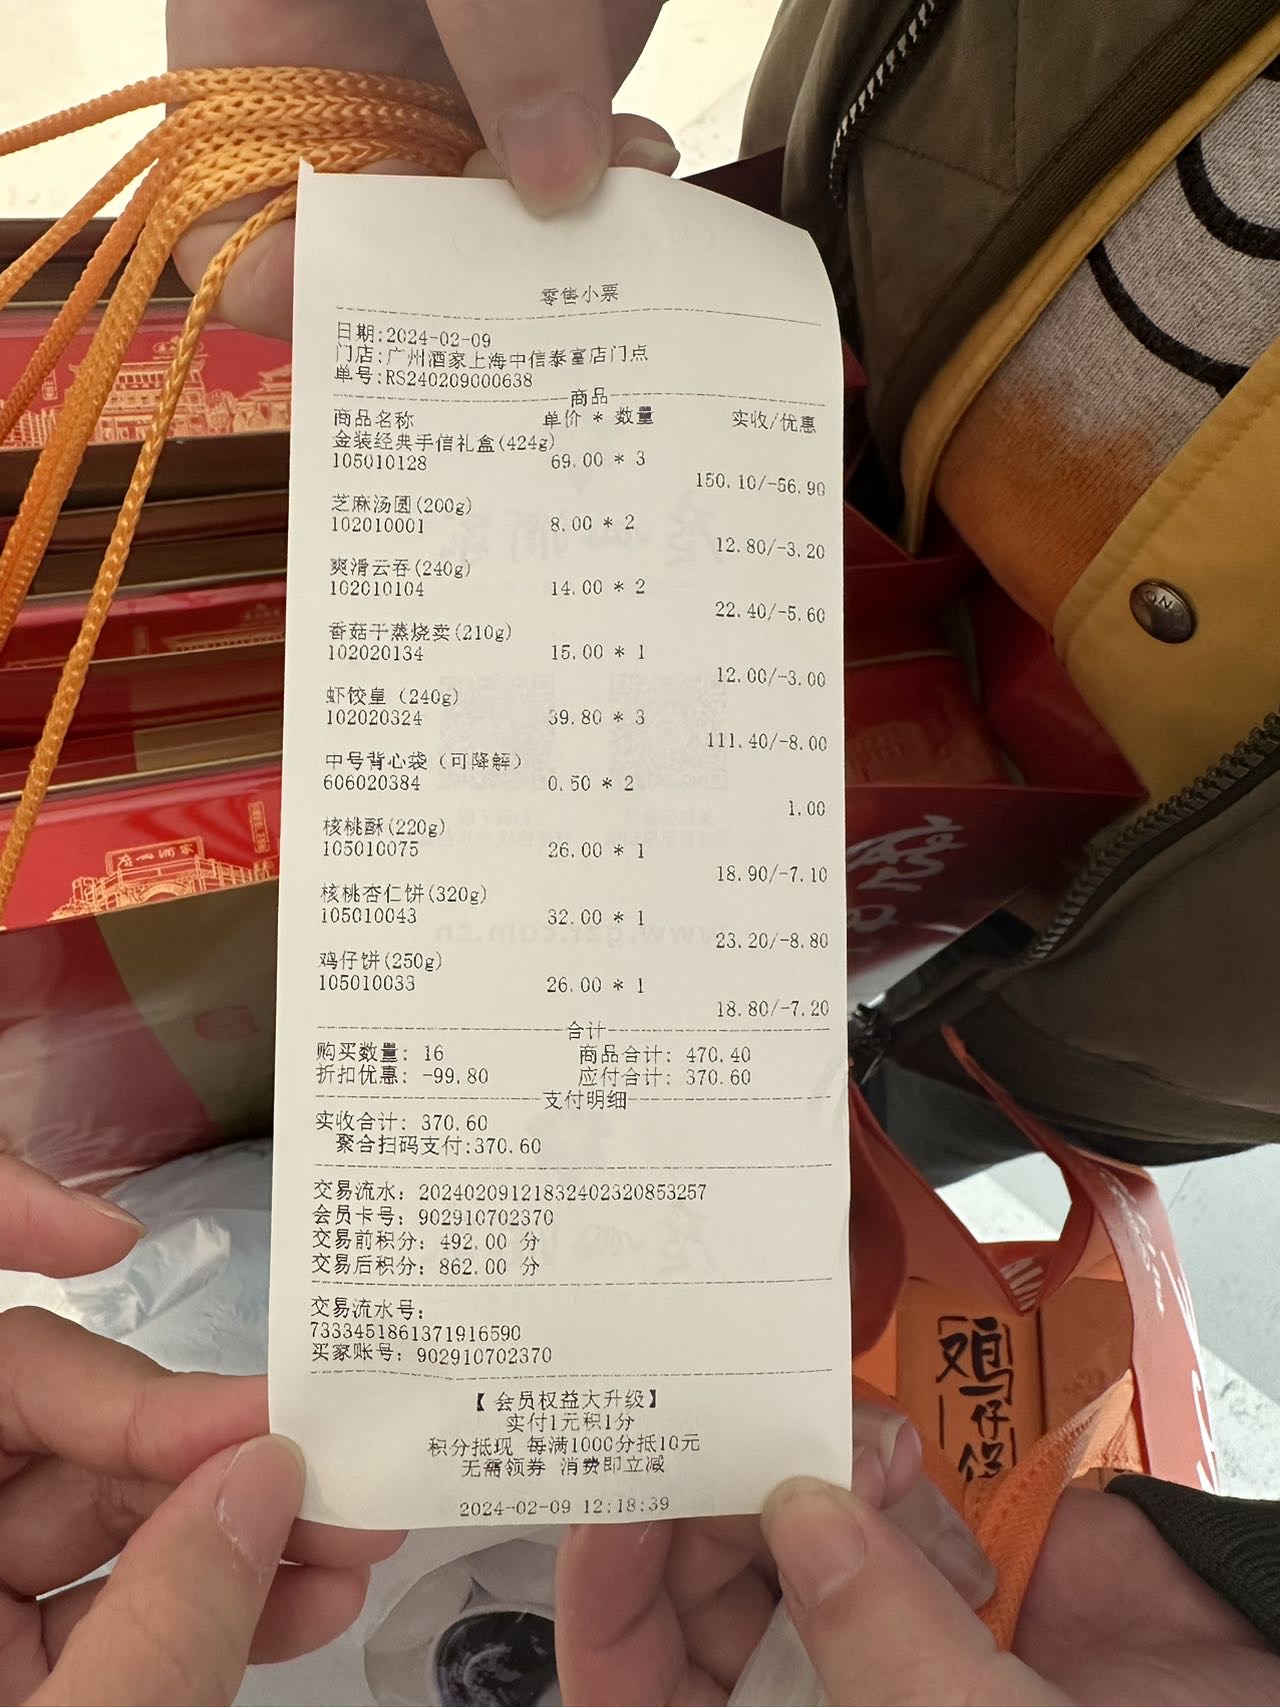 零售小票
日期:2024-02-09
门店:广州酒家上海中信泰富店门点
单号:RS240209000638
商品
商品名称 单价 * 数量 实收/优惠
金装经典手信礼盒(424g)
105010128 69.00 * 3
150.10/-56.90
芝麻汤圆(200g)
102010001 8.00 * 2
12.80/-3.20
爽滑云吞(240g)
102010104 14.00 * 2
22.40/-5.60
香菇干蒸烧卖(210g)
102020134 15.00 * 1
12.00/-3.00
虾饺皇（240g)
102020324 39.80 * 3
111.40/-8.00
中号背心袋（可降解）
606020384 0.50 * 2
1.00
核桃酥(220g)
105010075 26.00 * 1
18.90/-7.10
核桃杏仁饼(320g)
105010043 32.00 * 1
23.20/-8.80
鸡仔饼(250g)
105010033 26.00 * 1
18.80/-7.20
合计
购买数量: 16 商品合计: 470.40
折扣优惠: -99.80 应付合计: 370.60
支付明细
实收合计: 370.60
聚合扫码支付:370.60
交易流水: 20240209121832402320853257
会员卡号: 902910702370
交易前积分: 492.00 分
交易后积分: 862.00 分
交易流水号:
7333451861371916590
买家账号: 902910702370
【 会员权益大升级】
实付1元积1分
积分抵现 每满1000分抵10元
无需领券 消费即立减
2024-02-09 12:18:39
广州酒家
鸡仔